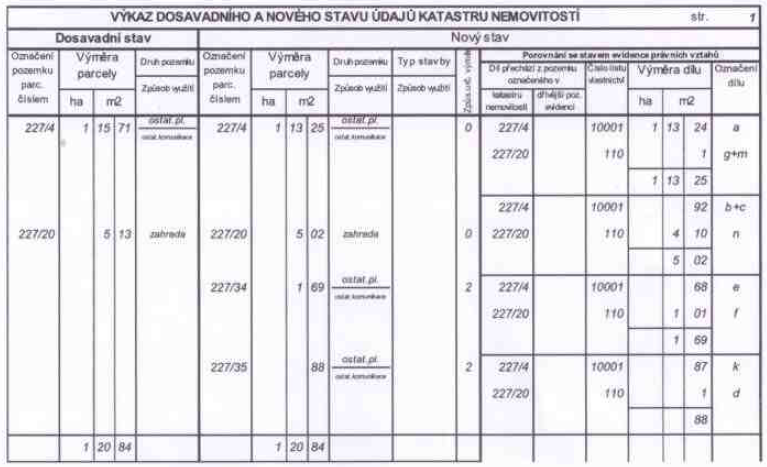 VÝKAZ DOSAVADNÍHO A NOVÉHO STAVU ÚDAJŮ KATASTRU NEMOVITOSTÍ str. 1
Dosavadní stav Nový stav
Označení pozemku parc. číslem Výměra parcely ha m2 Druh pozemku Způsob využití Označení pozemku parc. číslem Výměra parcely ha m2 Druh pozemku Způsob využití Typ stavby Způsob využití Způs. urč. výměr
Porovnání se stavem evidence právních vztahů
Díl přechází z pozemku označeného v katastru nemovitostí dřívější poz. evidenci Číslo listu vlastnictví Výměra dílu ha m2 Označení dílu
227/4 1 15 71 ostat.pl. 227/4 1 13 25 ostat.pl. 0 227/4 10001 1 13 24 a
ostat.komunikace ostat.komunikace
227/20 110 1 g+m
1 13 25
227/4 10001 92 b+c
227/20 5 13 zahrada 227/20 5 02 zahrada 0 227/20 110 4 10 n
5 02
227/34 1 69 ostat.pl. 2 227/4 10001 68 e
ostat.komunikace
227/20 110 1 01 f
1 69
227/35 88 ostat.pl. 2 227/4 10001 87 k
ostat.komunikace
227/20 110 1 d
88
1 20 84 1 20 84